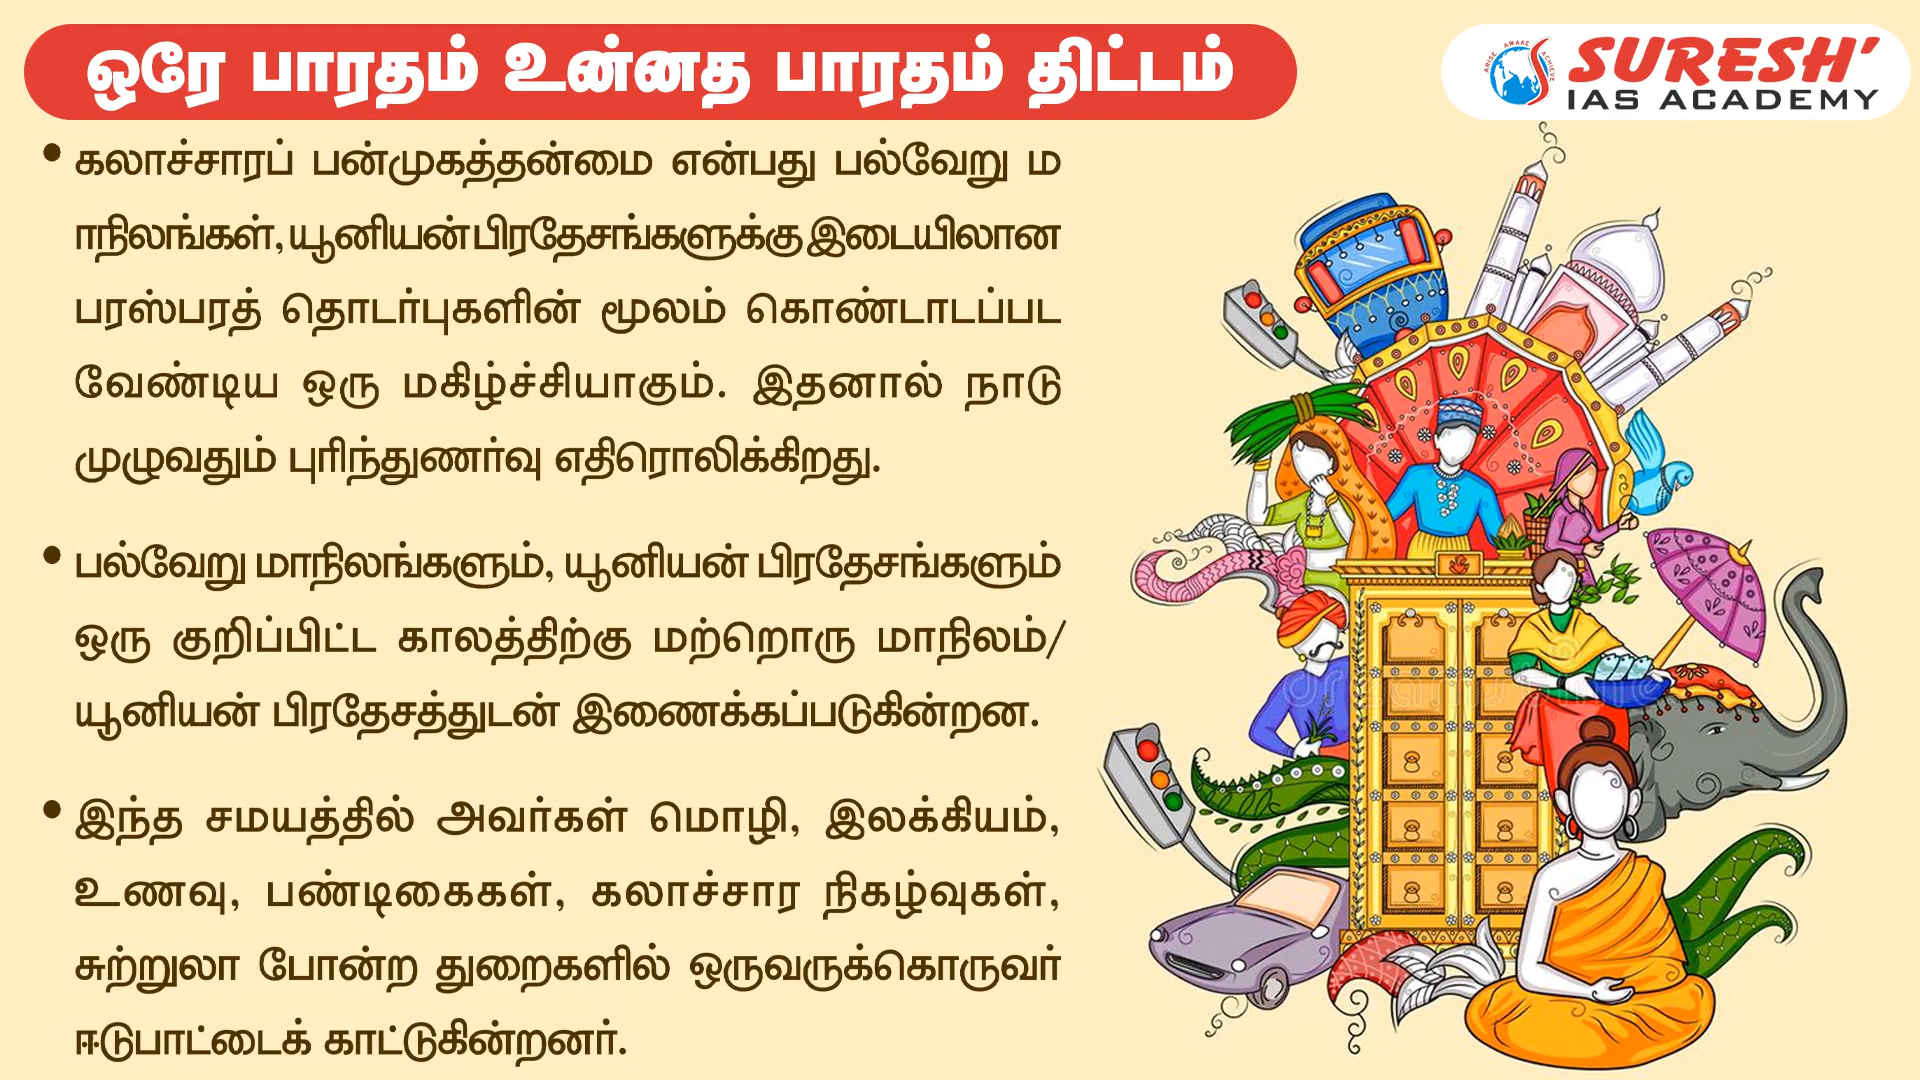 ஒரே பாரதம் உன்னத பாரதம் திட்டம்
ARISE AWAKE ACHIEVE
SURESH'
IAS ACADEMY
• கலாச்சாரப் பன்முகத்தன்மை என்பது பல்வேறு ம
ாநிலங்கள், யூனியன் பிரதேசங்களுக்கு இடையிலான
பரஸ்பரத் தொடர்புகளின் மூலம் கொண்டாடப்பட
வேண்டிய ஒரு மகிழ்ச்சியாகும். இதனால் நாடு
முழுவதும் புரிந்துணர்வு எதிரொலிக்கிறது.
• பல்வேறு மாநிலங்களும், யூனியன் பிரதேசங்களும்
ஒரு குறிப்பிட்ட காலத்திற்கு மற்றொரு மாநிலம்/
யூனியன் பிரதேசத்துடன் இணைக்கப்படுகின்றன.
• இந்த சமயத்தில் அவர்கள் மொழி, இலக்கியம்,
உணவு, பண்டிகைகள், கலாச்சார நிகழ்வுகள்,
சுற்றுலா போன்ற துறைகளில் ஒருவருக்கொருவர்
ஈடுபாட்டைக் காட்டுகின்றனர்.